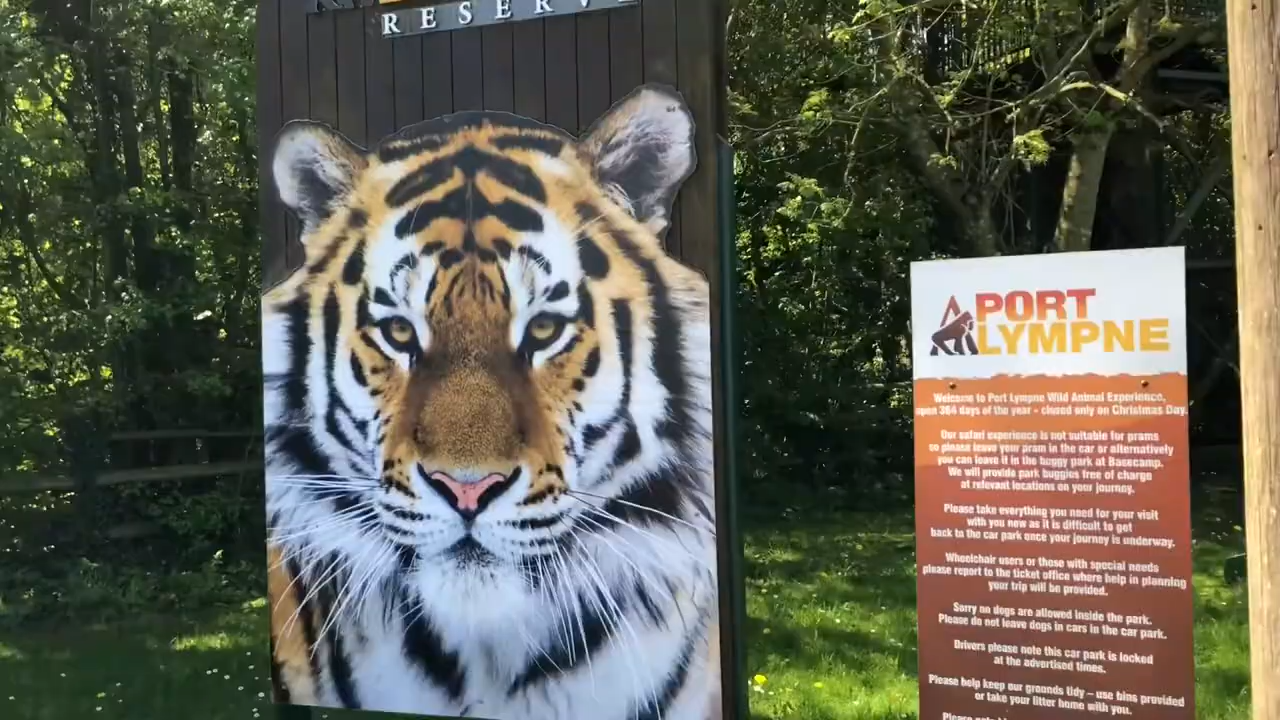 RESERVE
PORT
LYMPNE
Welcome to Port Lympne Wild Animal Experience,
open 364 days of the year - closed only on Christmas Day.
Our safari experience is not suitable for prams
so please leave your pram in the car or alternatively
you can leave it in the buggy park at Basecamp.
We will provide park buggies free of charge
at relevant locations on your journey.
Please take everything you need for your visit
with you now as it is difficult to get
back to the car park once your journey is underway.
Wheelchair users or those with special needs
please report to the ticket office where help in planning
your trip will be provided.
Sorry no dogs are allowed inside the park.
Please do not leave dogs in cars in the car park.
Drivers please note this car park is locked
at the advertised times.
Please help keep our grounds tidy – use bins provided
or take your litter home with you.
Please